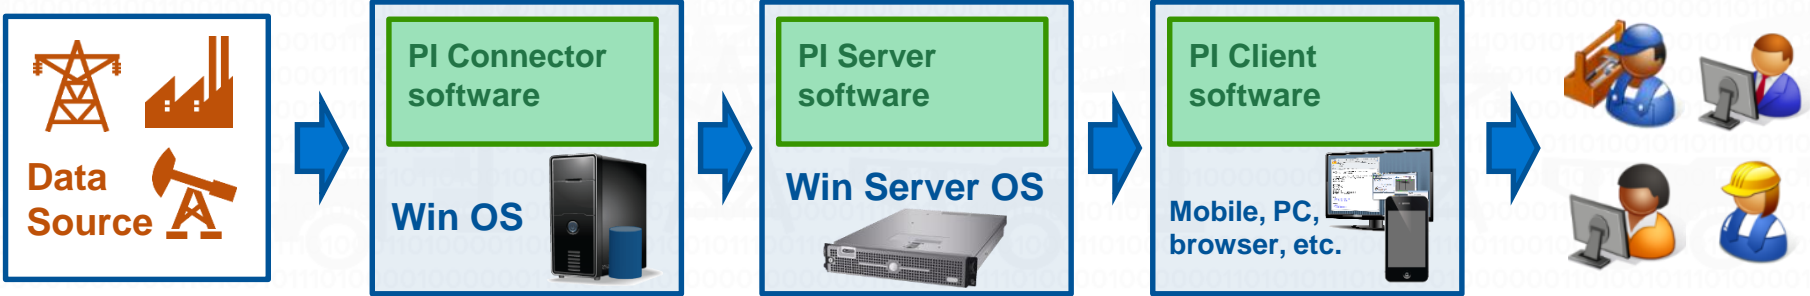 Data
Source
PI Connector
software
Win OS
PI Server
software
Win Server OS
PI Client
software
Mobile, PC,
browser, etc.